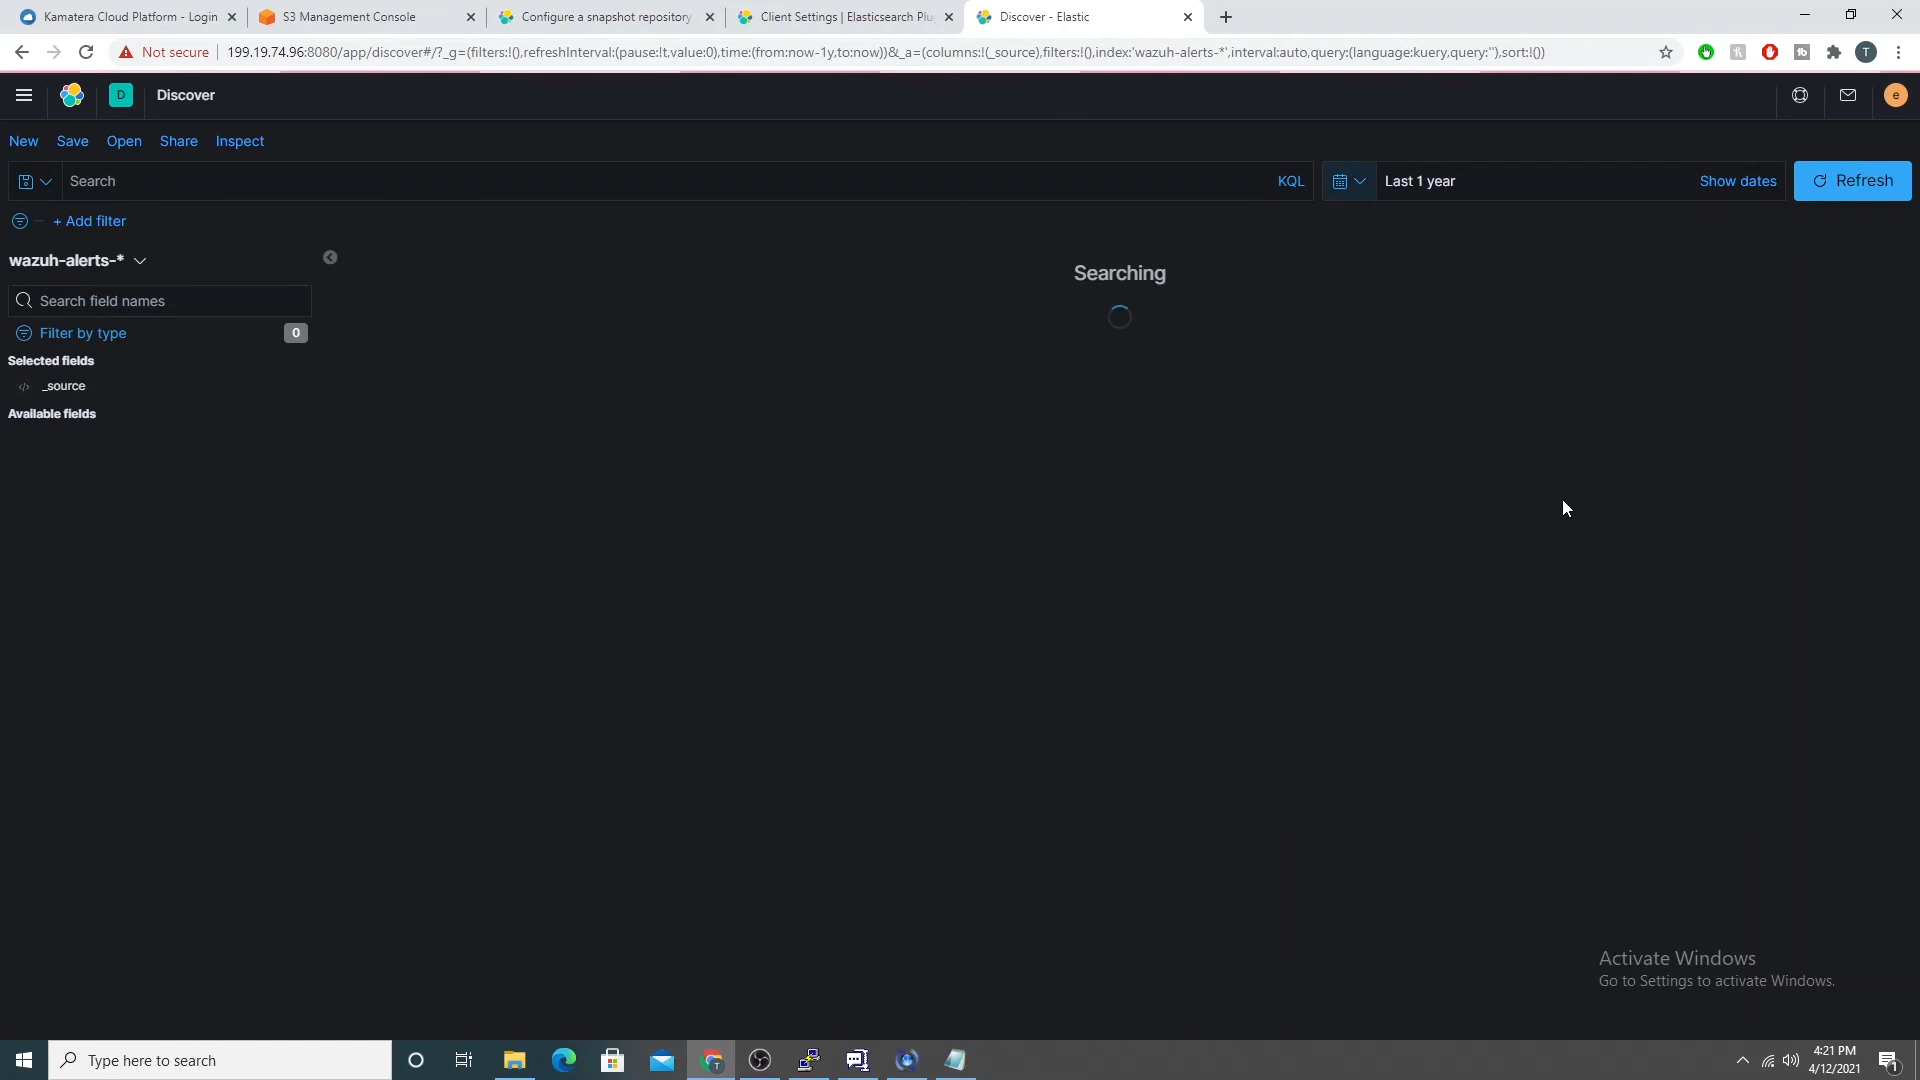 Kamatera Cloud Platform - Login
S3 Management Console
Configure a snapshot repository
Client Settings | Elasticsearch Plu
Discover - Elastic
Not secure
199.19.74.96:8080/app/discover#/?_g=(filters:!(),refreshInterval:(pause:!t,value:0),time:(from:now-1y,to:now))&_a=(columns:!(_source),filters:!(),index:'wazuh-alerts-*',interval:auto,query:(language:kuery,query:''),sort:!())
T
D
Discover
e
New Save Open Share Inspect
Search
KQL
Last 1 year
Show dates
Refresh
+ Add filter
wazuh-alerts-*
Searching
Search field names
Filter by type
0
Selected fields
_source
Available fields
Activate Windows
Go to Settings to activate Windows.
Type here to search
4:21 PM
4/12/2021
1